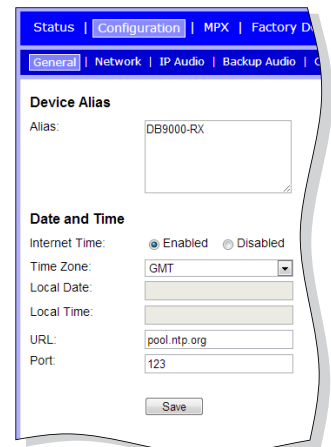 Status | Configuration | MPX | Factory
General | Network | IP Audio | Backup Audio |
Device Alias
Alias: DB9000-RX
Date and Time
Internet Time: Enabled Disabled
Time Zone: GMT
Local Date:
Local Time:
URL: pool.ntp.org
Port: 123
Save